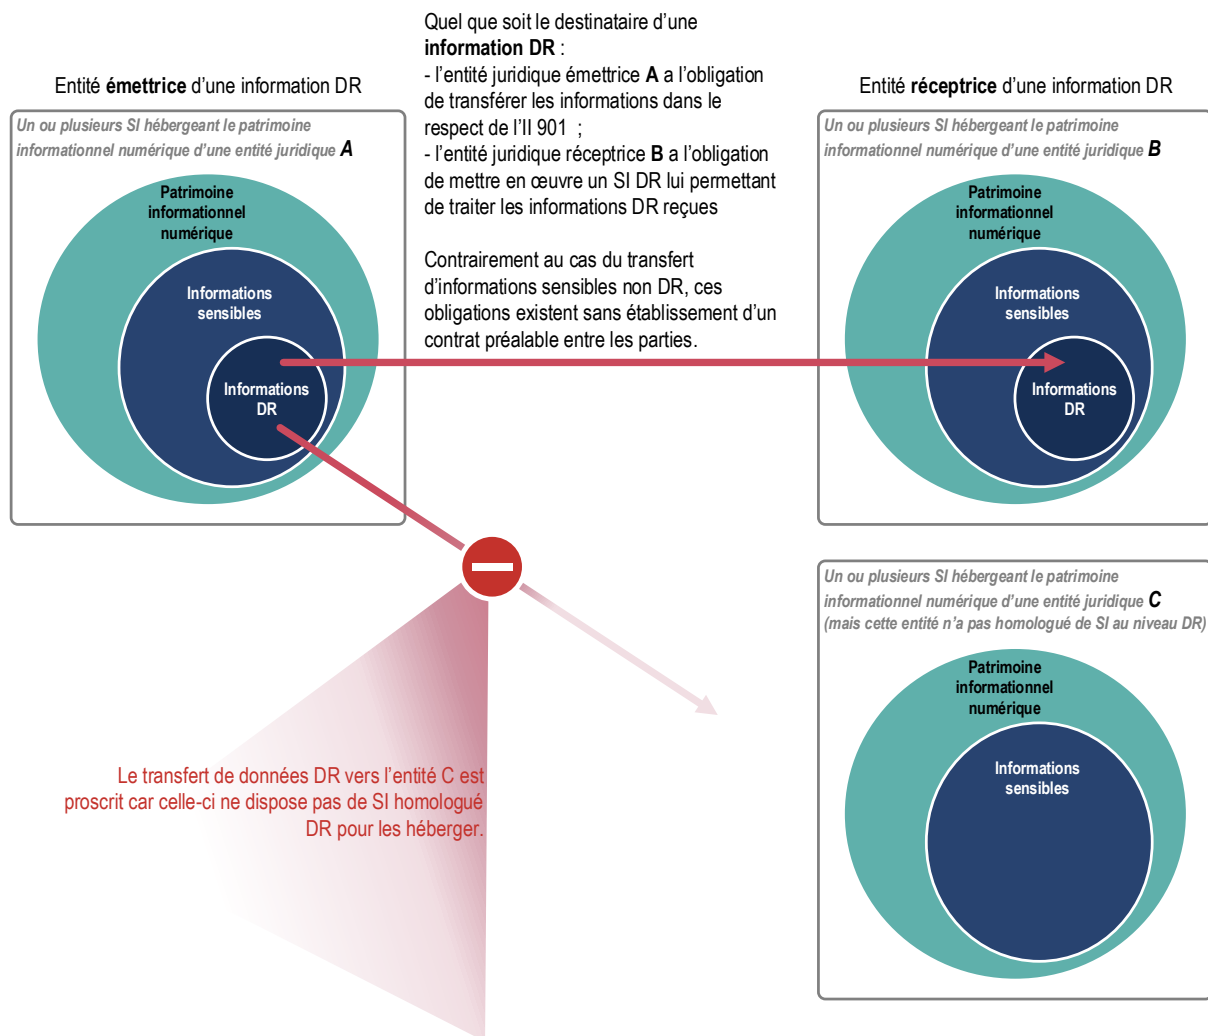 Quel que soit le destinataire d'une
information DR :
- l'entité juridique émettrice A a l'obligation
de transférer les informations dans le
respect de l'II 901 ;
- l'entité juridique réceptrice B a l'obligation
de mettre en œuvre un SI DR lui permettant
de traiter les informations DR reçues
Contrairement au cas du transfert
d'informations sensibles non DR, ces
obligations existent sans établissement d'un
contrat préalable entre les parties.
Entité émettrice d'une information DR
Un ou plusieurs SI hébergeant le patrimoine
informationnel numérique d'une entité juridique A
Patrimoine
informationnel
numérique
Informations
sensibles
Informations
DR
Entité réceptrice d'une information DR
Un ou plusieurs SI hébergeant le patrimoine
informationnel numérique d'une entité juridique B
Patrimoine
informationnel
numérique
Informations
sensibles
Informations
DR
Un ou plusieurs SI hébergeant le patrimoine
informationnel numérique d'une entité juridique C
(mais cette entité n'a pas homologué de SI au niveau DR)
Patrimoine
informationnel
numérique
Informations
sensibles
Le transfert de données DR vers l'entité C est
proscrit car celle-ci ne dispose pas de SI homologué
DR pour les héberger.